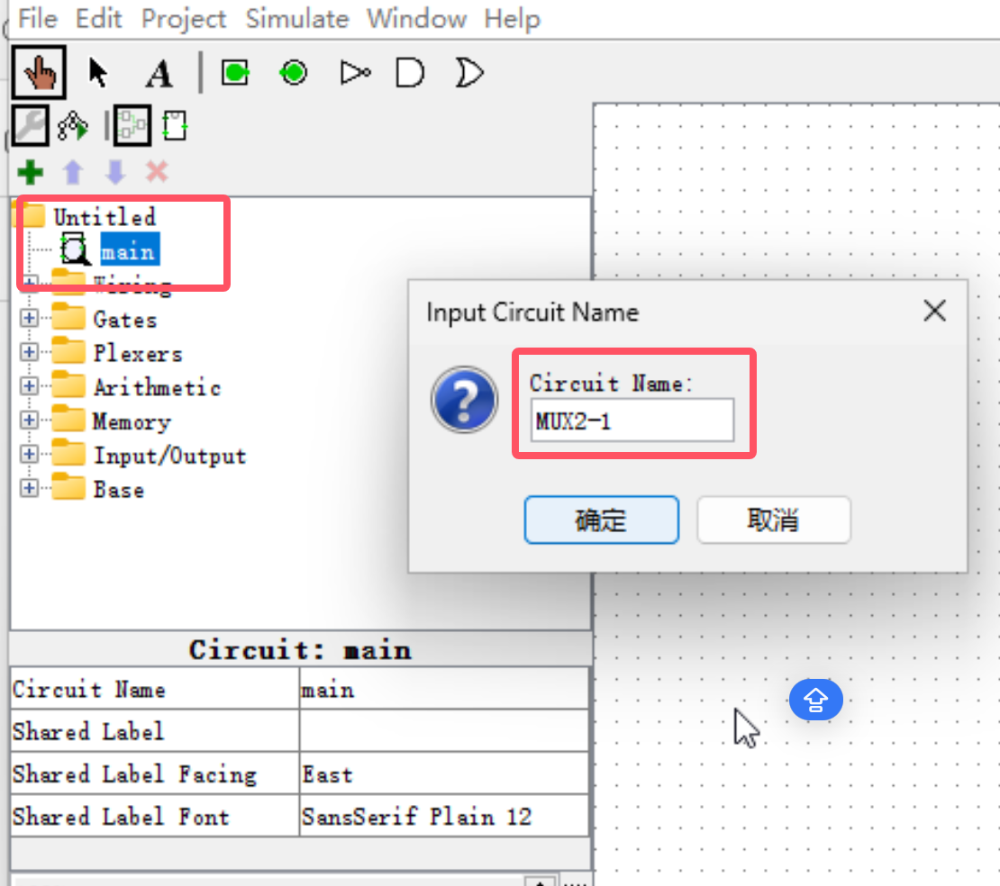 File Edit Project Simulate Window Help
A
Untitled
main
Wiring
Gates
Plexers
Arithmetic
Memory
Input/Output
Base
Input Circuit Name
Circuit Name:
MUX2-1
确定 取消
Circuit: main
Circuit Name main
Shared Label
Shared Label Facing East
Shared Label Font SansSerif Plain 12